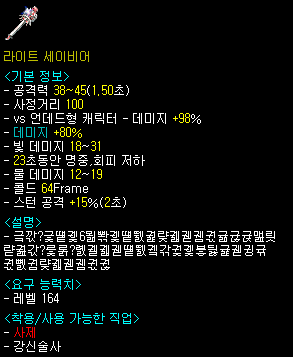 라이트 세이비어
<기본 정보>
- 공격력 38~45(1,50초)
- 사정거리 100
- vs 언데드형 캐릭터 - 데미지 +98%
- 데미지 +80%
- 빛 데미지 18~31
- 23초동안 명중,회피 저하
- 물 데미지 12~19
- 콜드 64Frame
- 스턴 공격 +15%(2초)
<설명>
<요구 능력치>
- 레벨 164
<착용/사용 가능한 직업>
- 사제
- 강신술사